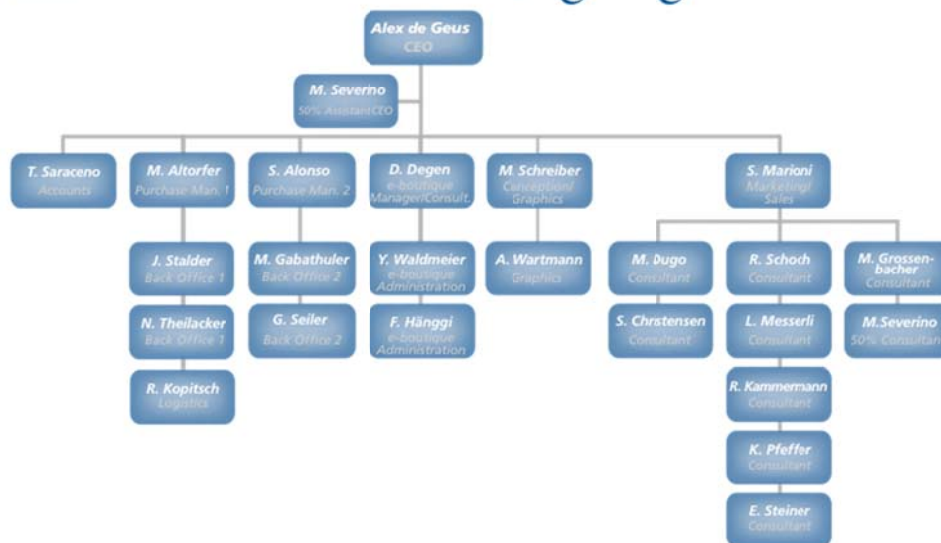 Alex de Geus
CEO
M. Severino
50% Assistant CEO
T. Saraceno
Accounts
M. Altorfer
Purchase Man. 1
S. Alonso
Purchase Man. 2
D. Degen
e-boutique
Manager/Consult.
M. Schreiber
Conception/
Graphics
S. Marioni
Marketing/
Sales
J. Stalder
Back Office 1
M. Gabathuler
Back Office 2
Y. Waldmeier
e-boutique
Administration
A. Wartmann
Graphics
M. Dugo
Consultant
R. Schoch
Consultant
M. Grossen-
bacher
Consultant
N. Theilacker
Back Office 1
G. Seiler
Back Office 2
F. Hänggi
e-boutique
Administration
S. Christensen
Consultant
L. Messerli
Consultant
M.Severino
50% Consultant
R. Kopitsch
Logistics
R. Kammermann
Consultant
K. Pfeffer
Consultant
E. Steiner
Consultant